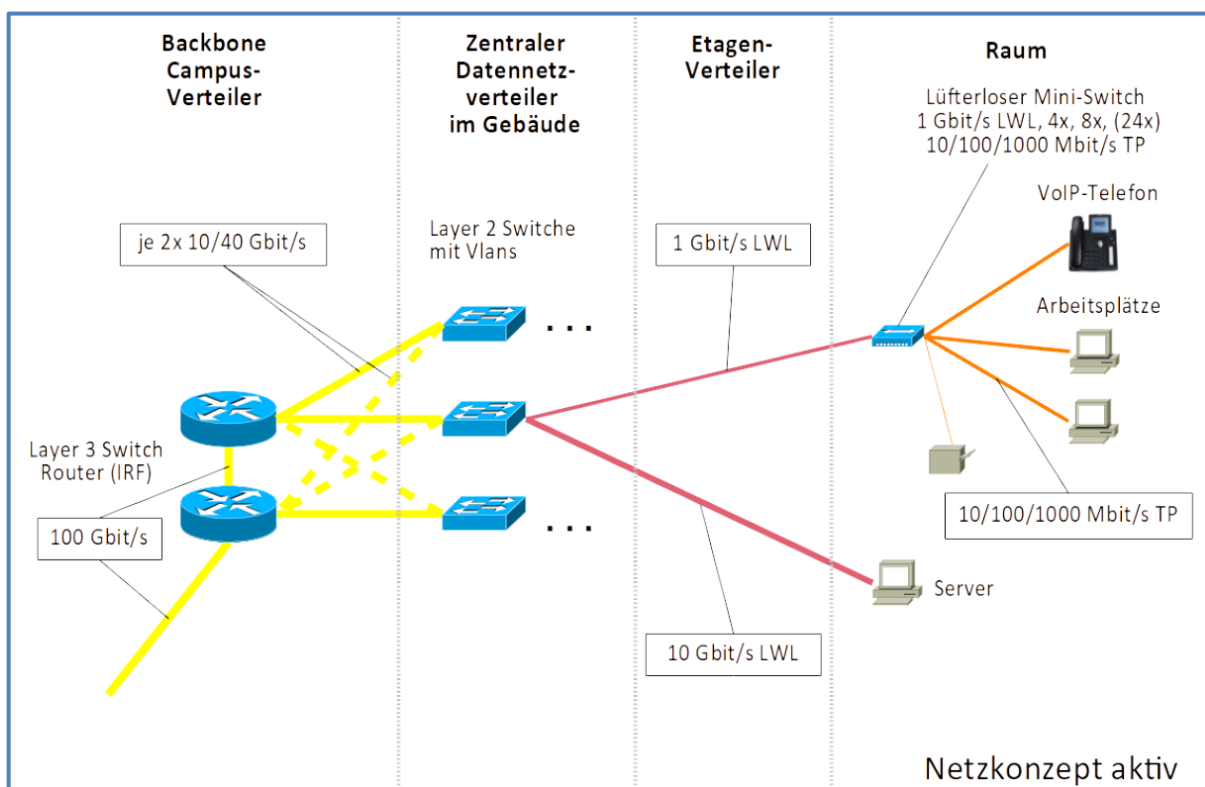 Backbone
Campus-
Verteiler
Zentraler
Datennetz-
verteiler
im Gebäude
Etagen-
Verteiler
Raum
Lüfterloser Mini-Switch
1 Gbit/s LWL, 4x, 8x, (24x)
10/100/1000 Mbit/s TP
VoIP-Telefon
je 2x 10/40 Gbit/s
Layer 2 Switche
mit Vlans
1 Gbit/s LWL
. . .
Arbeitsplätze
Layer 3 Switch
Router (IRF)
100 Gbit/s
. . .
10/100/1000 Mbit/s TP
Server
10 Gbit/s LWL
Netzkonzept aktiv